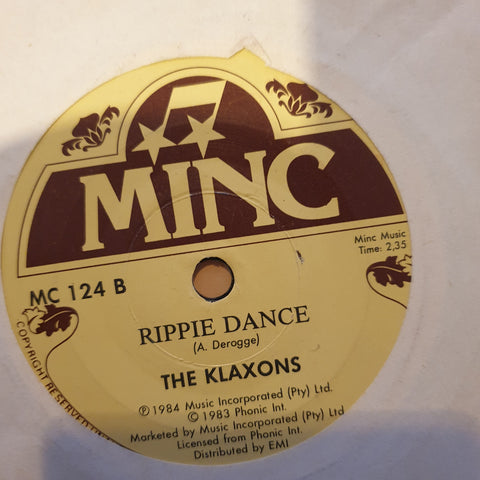 MINC
Minc Music
Time: 2,35
MC 124 B
RIPPIE DANCE
(A. Derogge)
THE KLAXONS
℗ 1984 Music Incorporated (Pty) Ltd.
© 1983 Phonic Int.
Marketed by Music Incorporated (Pty) Ltd
Licensed from Phonic Int.
Distributed by EMI
COPYRIGHT RESERVED